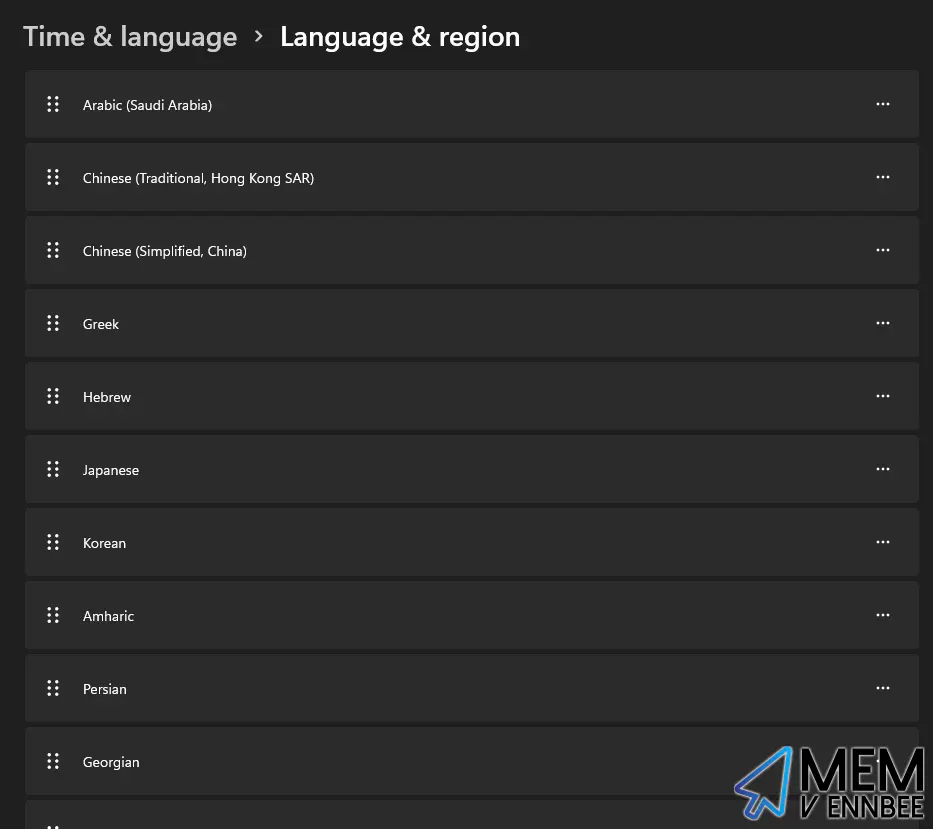 Time & language > Language & region
Arabic (Saudi Arabia)
Chinese (Traditional, Hong Kong SAR)
Chinese (Simplified, China)
Greek
Hebrew
Japanese
Korean
Amharic
Persian
Georgian
MEM
V ENNBEE